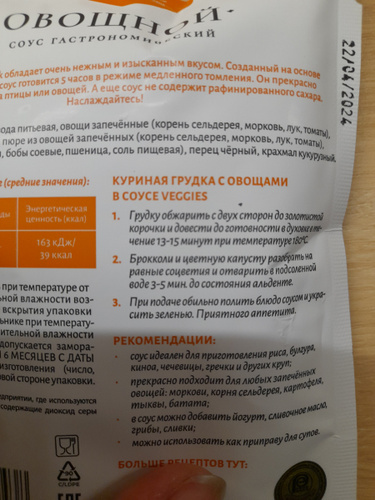 ОВОЩНОЙ
СОУС ГАСТРОНОМИЧЕСКИЙ
обладает очень нежным и изысканным вкусом. Созданный на основе
соус готовится 5 часов в режиме медленного томления. Он прекрасно
птицы или овощей. А еще соус не содержит рафинированного сахара.
Наслаждайтесь!
22/04/2024
вода питьевая, овощи запечённые (корень сельдерея, морковь, лук, томаты),
пюре из овощей запечённых (корень сельдерея, морковь, лук, томаты),
бобы соевые, пшеница, соль пищевая), перец чёрный, крахмал кукурузный.
(средние значения):
Энергетическая
ценность (ккал)
163 кДж/
39 ккал
КУРИНАЯ ГРУДКА С ОВОЩАМИ
В СОУСЕ VEGGIES
1. Грудку обжарить с двух сторон до золотистой
корочки и довести до готовности в духовке в те-
чение 13-15 минут при температуре 180°С.
2. Брокколи и цветную капусту разобрать на
равные соцветия и отварить в подсоленной
воде 3-5 мин. до состояния альденте.
3. При подаче обильно полить блюдо соусом и укра-
сить зеленью. Приятного аппетита.
РЕКОМЕНДАЦИИ:
· соус идеален для приготовления риса, булгура,
киноа, чечевицы, гречки и других круп;
· прекрасно подходит для любых запечённых
овощей: моркови, корня сельдерея, картофеля,
тыквы, батата;
· в соус можно добавить йогурт, сливочное масло,
грибы, сливки;
· можно использовать как приправу для супов.
при температуре от
влажности воз-
вскрытия упаковки
температу-
влажности
допускается замора-
6 МЕСЯЦЕВ С ДАТЫ
изготовления (число,
стороне упаковки.
предприятии, где используются
содержащие диоксид серы
90
C/LDPE
EAC
БОЛЬШЕ РЕЦЕПТОВ ТУТ: